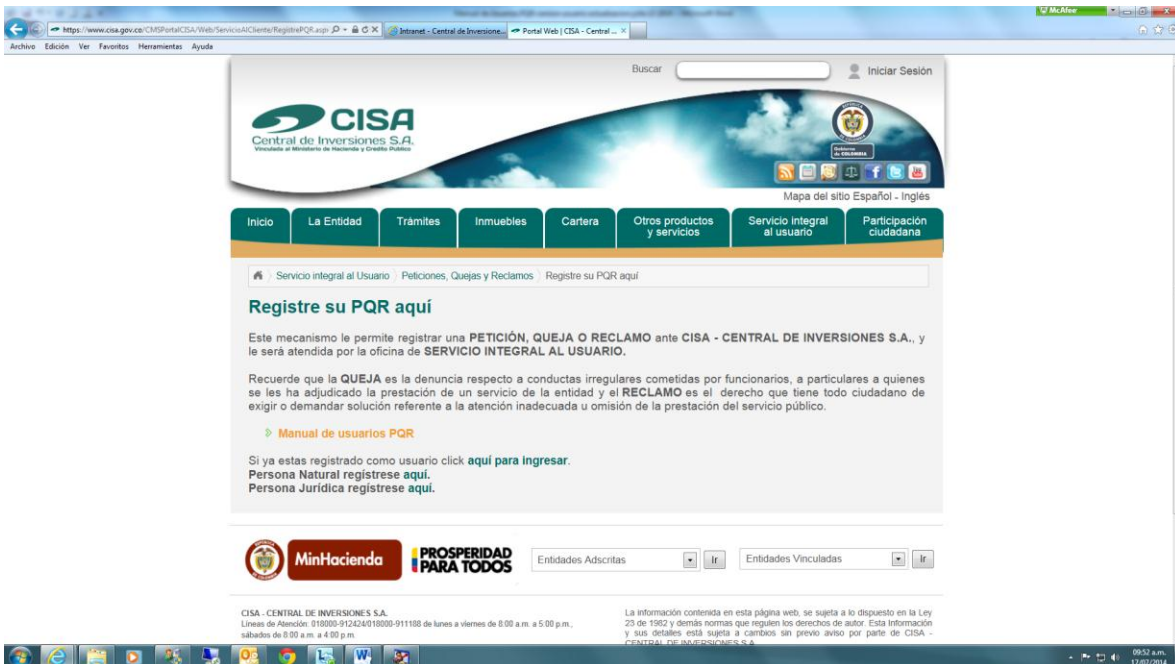 McAfee
https://www.cisa.gov.co/CMSPortalCISA/Web/ServicioAlCliente/RegistrePQR.aspx
Intranet - Central de Inversione...
Portal Web | CISA - Central ...
Archivo Edición Ver Favoritos Herramientas Ayuda
Buscar
Iniciar Sesión
CISA
Central de Inversiones S.A.
Vinculada al Ministerio de Hacienda y Crédito Público
Gobierno
de COLOMBIA
Mapa del sitio Español - Inglés
Inicio
La Entidad
Trámites
Inmuebles
Cartera
Otros productos
y servicios
Servicio integral
al usuario
Participación
ciudadana
Servicio integral al Usuario
Peticiones, Quejas y Reclamos
Registre su PQR aquí
Registre su PQR aquí
Este mecanismo le permite registrar una PETICIÓN, QUEJA O RECLAMO ante CISA - CENTRAL DE INVERSIONES S.A., y
le será atendida por la oficina de SERVICIO INTEGRAL AL USUARIO.
Recuerde que la QUEJA es la denuncia respecto a conductas irregulares cometidas por funcionarios, a particulares a quienes
se les ha adjudicado la prestación de un servicio de la entidad y el RECLAMO es el derecho que tiene todo ciudadano de
exigir o demandar solución referente a la atención inadecuada u omisión de la prestación del servicio público.
Manual de usuarios PQR
Si ya estas registrado como usuario click aquí para ingresar.
Persona Natural regístrese aquí.
Persona Jurídica regístrese aquí.
MinHacienda
PROSPERIDAD
PARA TODOS
Entidades Adscritas
Ir
Entidades Vinculadas
Ir
CISA - CENTRAL DE INVERSIONES S.A.
Líneas de Atención: 018000-912424/018000-911188 de lunes a viernes de 8:00 a.m. a 5:00 p.m.,
sábados de 8:00 a.m. a 4:00 p.m.
La información contenida en esta página web, se sujeta a lo dispuesto en la Ley
23 de 1982 y demás normas que regulen los derechos de autor. Esta Información
y sus detalles está sujeta a cambios sin previo aviso por parte de CISA -
CENTRAL DE INVERSIONES S.A.
09:52 a.m.
12/02/2014